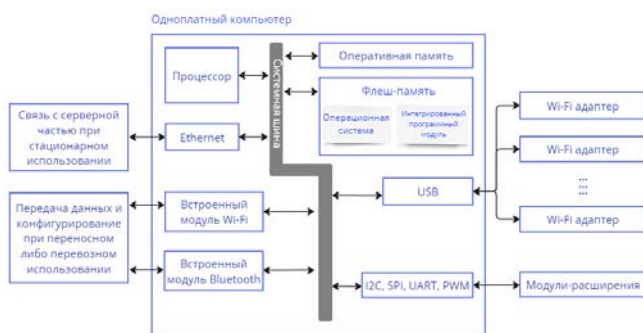 Одноплатный компьютер
Процессор
Системная шина
Оперативная память
Флеш-память
Операционная
система
Интегрированный
программный
модуль
Связь с серверной
частью при
стационарном
использовании
Ethernet
Wi-Fi адаптер
Wi-Fi адаптер
...
Wi-Fi адаптер
USB
Передача данных и
конфигурирование
при переносном
либо перевозном
использовании
Встроенный
модуль Wi-Fi
Встроенный
модуль Bluetooth
I2C, SPI, UART, PWM
Модули-расширения